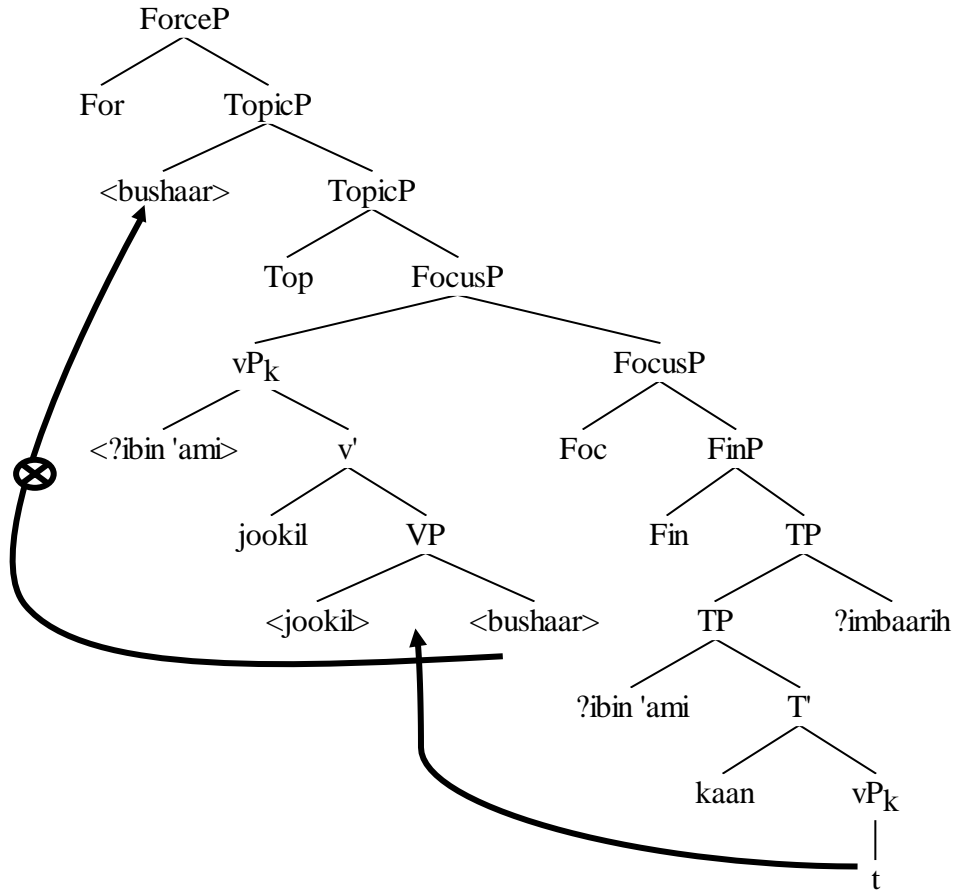 ForceP
For TopicP
<bushaar> TopicP
Top FocusP
vPk FocusP
<?ibin 'ami> v' Foc FinP
jookil VP Fin TP
<jookil> <bushaar> TP ?imbaarih
?ibin 'ami T'
kaan vPk
t